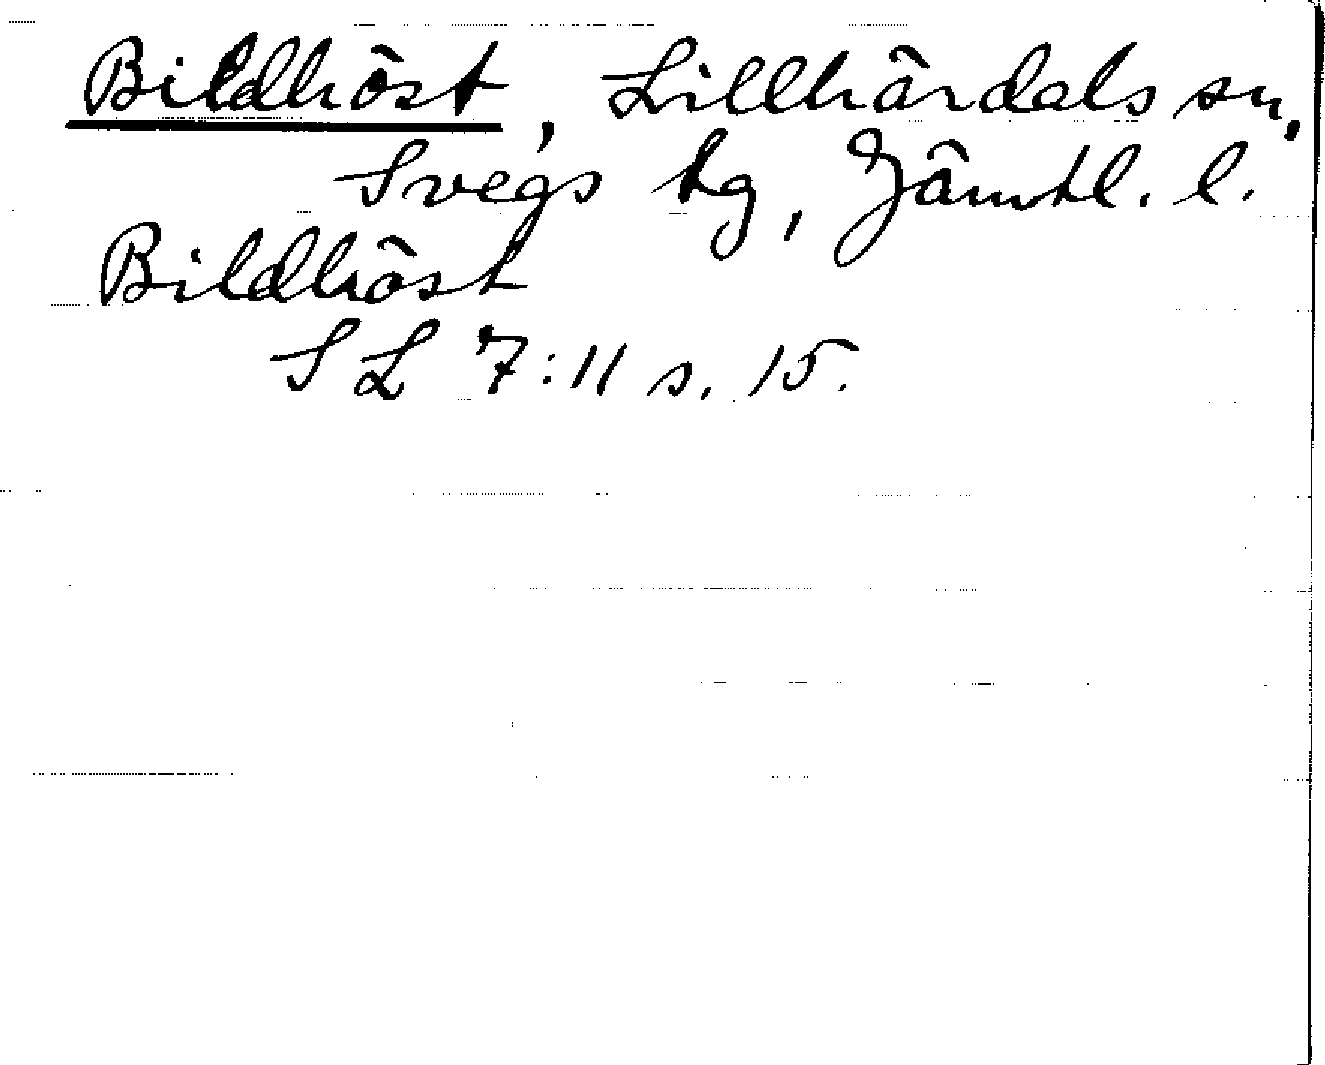 Bildhöst, Lillhärdals sn,
Svegs tg, Jämtl. l.
Bildhöst
SL 7:11 s. 15.